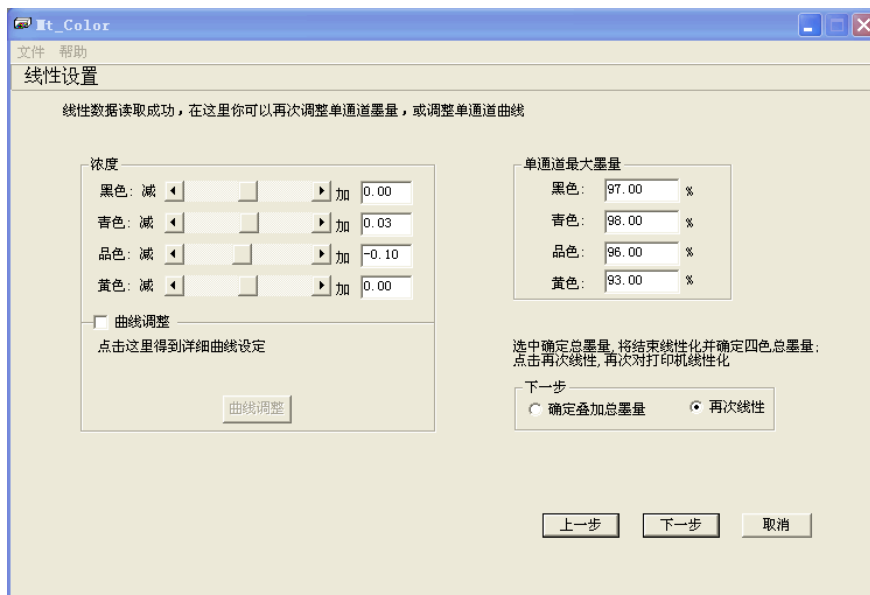 Mt_Color
文件 帮助
线性设置
线性数据读取成功，在这里你可以再次调整单通道墨量，或调整单通道曲线
浓度
黑色: 减 加 0.00
青色: 减 加 0.03
品色: 减 加 -0.10
黄色: 减 加 0.00
曲线调整
点击这里得到详细曲线设定
曲线调整
单通道最大墨量
黑色: 97.00 %
青色: 98.00 %
品色: 96.00 %
黄色: 93.00 %
选中确定总墨量,将结束线性化并确定四色总墨量;
点击再次线性,再次对打印机线性化
下一步
确定叠加总墨量 再次线性
上一步 下一步 取消